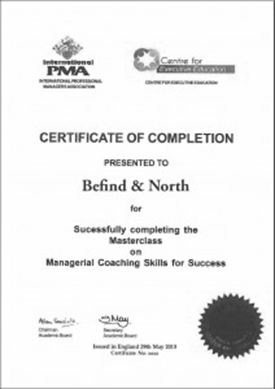 International
PMA
INTERNATIONAL PROFESSIONAL
MANAGERS ASSOCIATION
Centre for
Executive Education
CENTRE FOR EXECUTIVE EDUCATION
CERTIFICATE OF COMPLETION
PRESENTED TO
Befind & North
for
Sucessfully completing the
Masterclass
on
Managerial Coaching Skills for Success
Chairman
Academic Board
Secretary
Academic Board
Issued in England 29th May 2013
Certificate No.